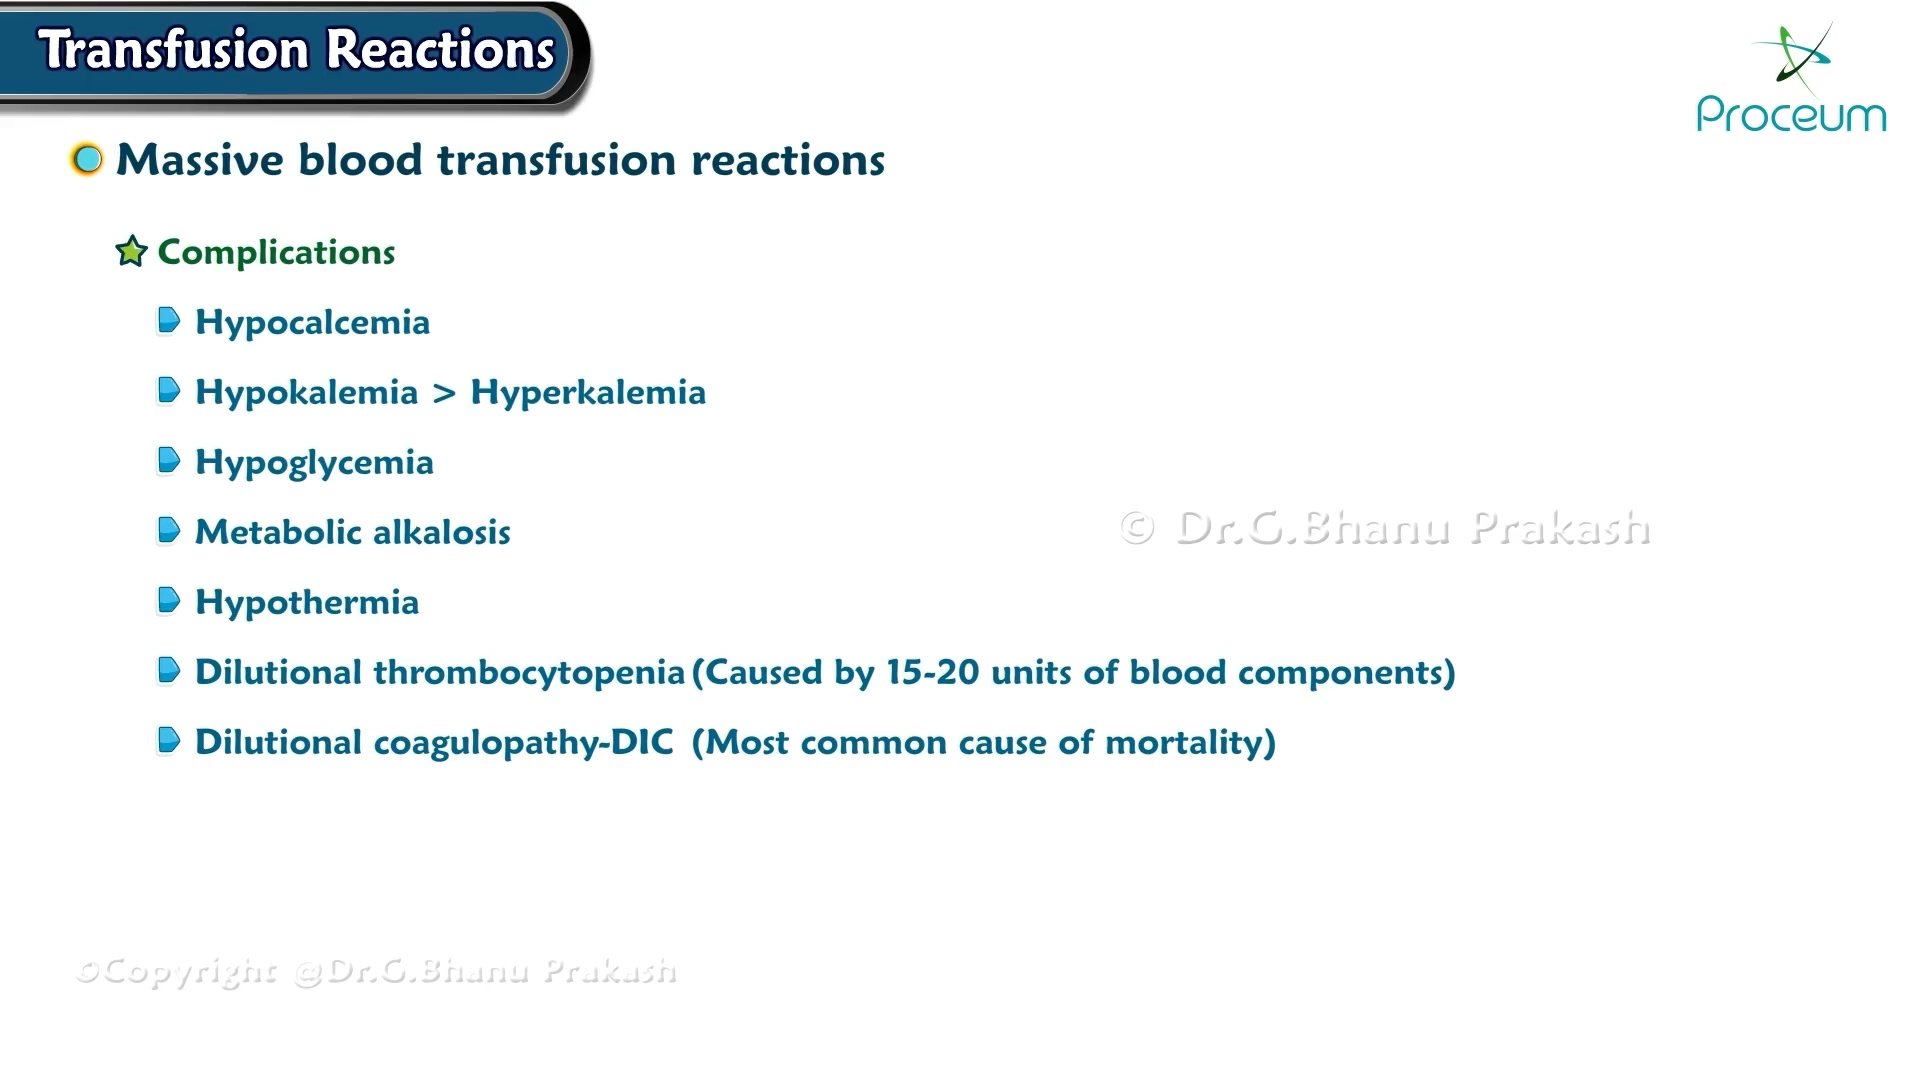 Transfusion Reactions
Proceum
Massive blood transfusion reactions
Complications
Hypocalcemia
Hypokalemia > Hyperkalemia
Hypoglycemia
Metabolic alkalosis
© Dr.G.Bhanu Prakash
Hypothermia
Dilutional thrombocytopenia (Caused by 15-20 units of blood components)
Dilutional coagulopathy-DIC (Most common cause of mortality)
©Copyright @Dr.G.Bhanu Prakash